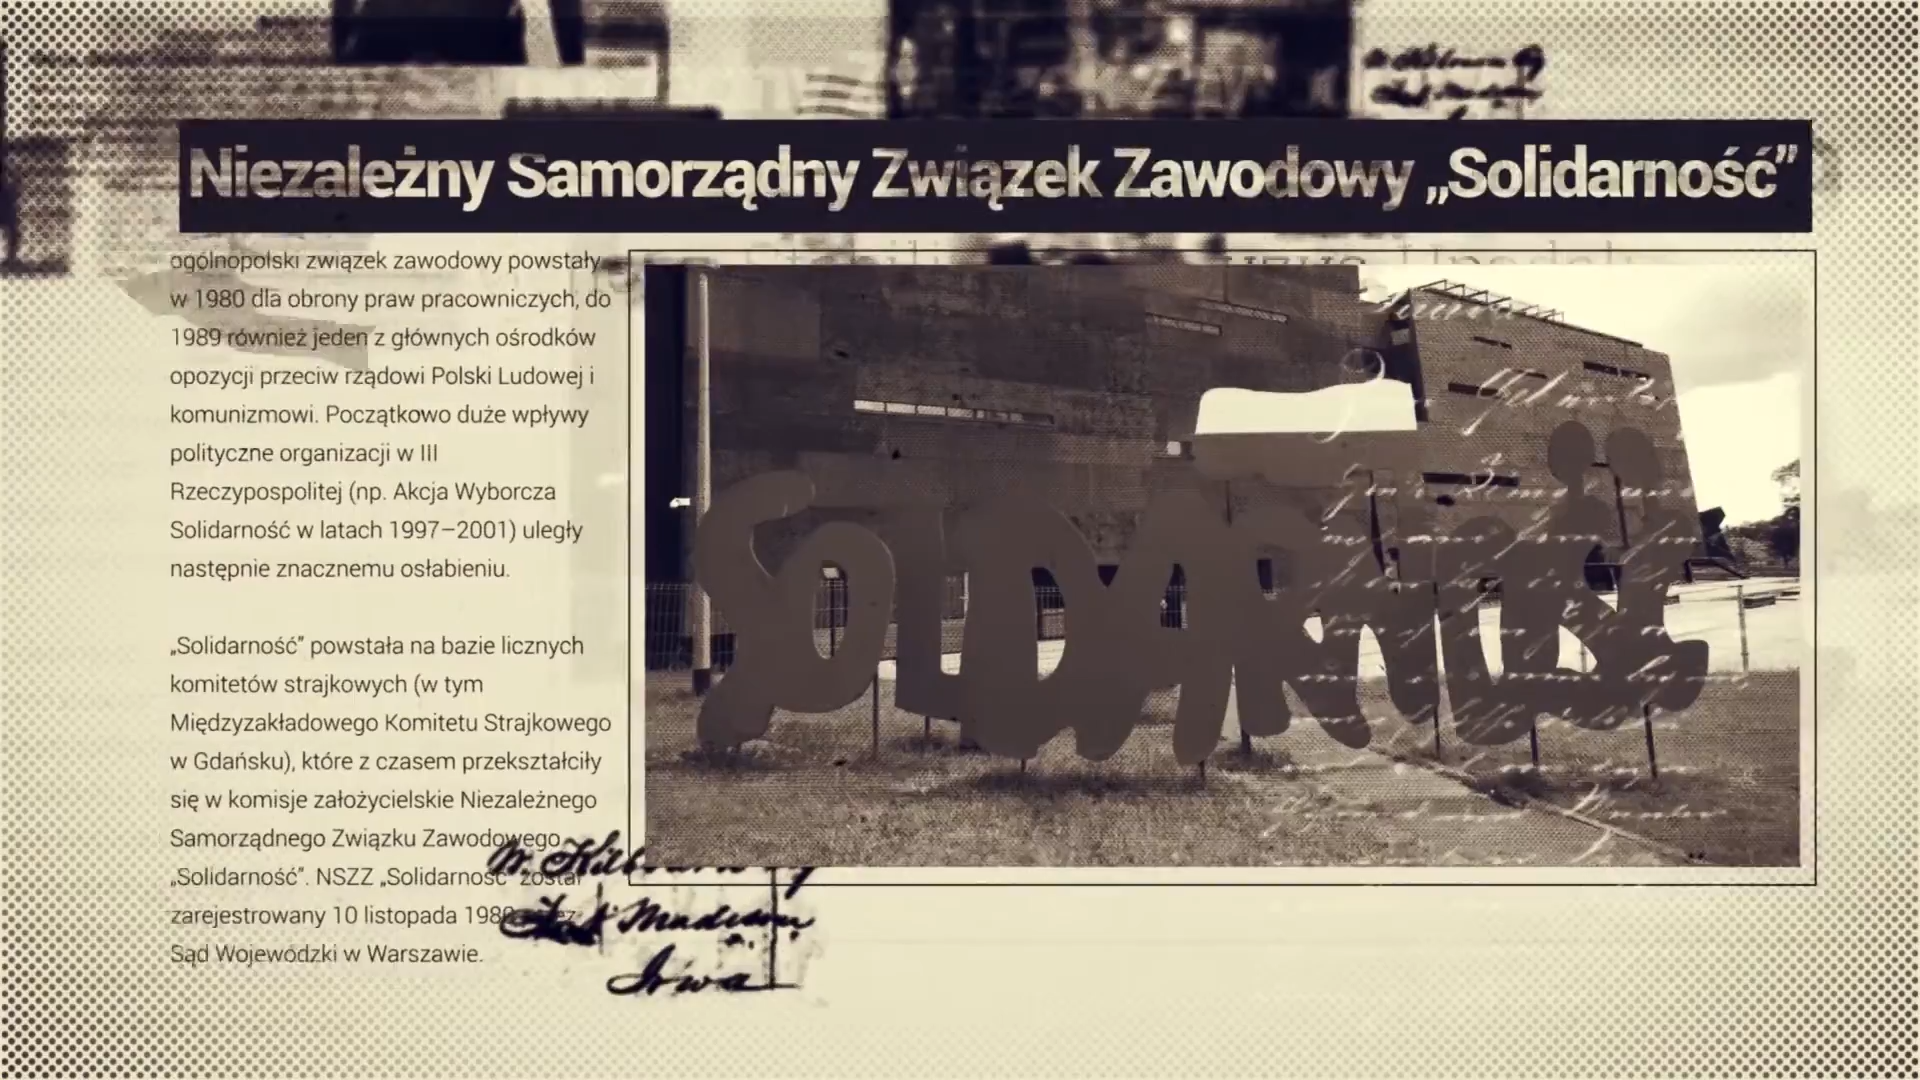 Niezależny Samorządny Związek Zawodowy „Solidarność”
ogólnopolski związek zawodowy powstały
w 1980 dla obrony praw pracowniczych, do
1989 również jeden z głównych ośrodków
opozycji przeciw rządowi Polski Ludowej i
komunizmowi. Początkowo duże wpływy
polityczne organizacji w III
Rzeczypospolitej (np. Akcja Wyborcza
Solidarność w latach 1997–2001) uległy
następnie znacznemu osłabieniu.
„Solidarność” powstała na bazie licznych
komitetów strajkowych (w tym
Międzyzakładowego Komitetu Strajkowego
w Gdańsku), które z czasem przekształciły
się w komisje założycielskie Niezależnego
Samorządnego Związku Zawodowego
„Solidarność”. NSZZ „Solidarność” został
zarejestrowany 10 listopada 1980
Sąd Wojewódzki w Warszawie.
SOLIDARNOŚĆ
Iowa